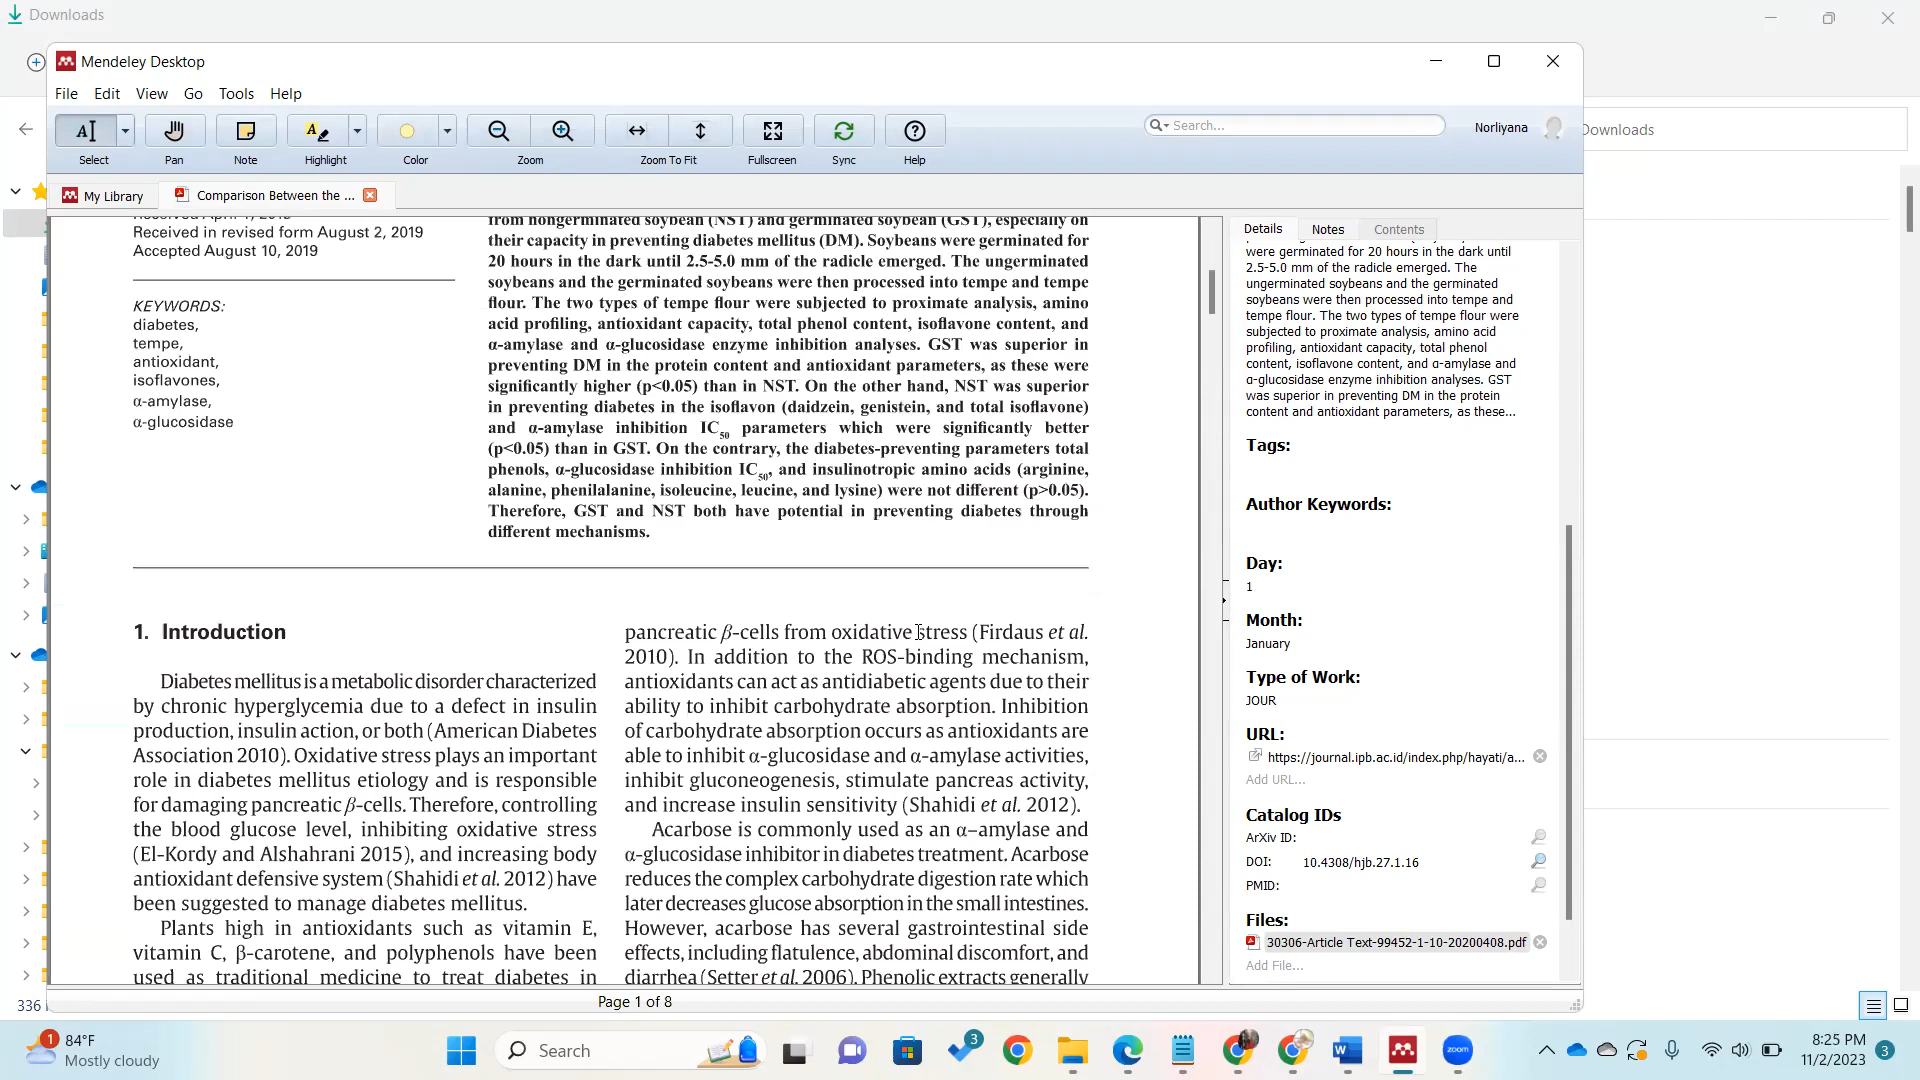 Downloads
Mendeley Desktop
File Edit View Go Tools Help
Select Pan Note Highlight Color Zoom Zoom To Fit Fullscreen Sync Help
Search...
Norliyana
Downloads
My Library
Comparison Between the ...
Received in revised form August 2, 2019
Accepted August 10, 2019
KEYWORDS:
diabetes,
tempe,
antioxidant,
isoflavones,
α-amylase,
α-glucosidase
from nongerminated soybean (NST) and germinated soybean (GST), especially on
their capacity in preventing diabetes mellitus (DM). Soybeans were germinated for
20 hours in the dark until 2.5-5.0 mm of the radicle emerged. The ungerminated
soybeans and the germinated soybeans were then processed into tempe and tempe
flour. The two types of tempe flour were subjected to proximate analysis, amino
acid profiling, antioxidant capacity, total phenol content, isoflavone content, and
α-amylase and α-glucosidase enzyme inhibition analyses. GST was superior in
preventing DM in the protein content and antioxidant parameters, as these were
significantly higher (p<0.05) than in NST. On the other hand, NST was superior
in preventing diabetes in the isoflavon (daidzein, genistein, and total isoflavone)
and α-amylase inhibition IC50 parameters which were significantly better
(p<0.05) than in GST. On the contrary, the diabetes-preventing parameters total
phenols, α-glucosidase inhibition IC50, and insulinotropic amino acids (arginine,
alanine, phenilalanine, isoleucine, leucine, and lysine) were not different (p>0.05).
Therefore, GST and NST both have potential in preventing diabetes through
different mechanisms.
1. Introduction
Diabetes mellitus is a metabolic disorder characterized
by chronic hyperglycemia due to a defect in insulin
production, insulin action, or both (American Diabetes
Association 2010). Oxidative stress plays an important
role in diabetes mellitus etiology and is responsible
for damaging pancreatic β-cells. Therefore, controlling
the blood glucose level, inhibiting oxidative stress
(El-Kordy and Alshahrani 2015), and increasing body
antioxidant defensive system (Shahidi et al. 2012) have
been suggested to manage diabetes mellitus.
Plants high in antioxidants such as vitamin E,
vitamin C, β-carotene, and polyphenols have been
used as traditional medicine to treat diabetes in
pancreatic β-cells from oxidative stress (Firdaus et al.
2010). In addition to the ROS-binding mechanism,
antioxidants can act as antidiabetic agents due to their
ability to inhibit carbohydrate absorption. Inhibition
of carbohydrate absorption occurs as antioxidants are
able to inhibit α-glucosidase and α-amylase activities,
inhibit gluconeogenesis, stimulate pancreas activity,
and increase insulin sensitivity (Shahidi et al. 2012).
Acarbose is commonly used as an α–amylase and
α-glucosidase inhibitor in diabetes treatment. Acarbose
reduces the complex carbohydrate digestion rate which
later decreases glucose absorption in the small intestines.
However, acarbose has several gastrointestinal side
effects, including flatulence, abdominal discomfort, and
diarrhea (Setter et al. 2006). Phenolic extracts generally
Page 1 of 8
Details Notes Contents
were germinated for 20 hours in the dark until
2.5-5.0 mm of the radicle emerged. The
ungerminated soybeans and the germinated
soybeans were then processed into tempe and
tempe flour. The two types of tempe flour were
subjected to proximate analysis, amino acid
profiling, antioxidant capacity, total phenol
content, isoflavone content, and α-amylase and
α-glucosidase enzyme inhibition analyses. GST
was superior in preventing DM in the protein
content and antioxidant parameters, as these...
Tags:
Author Keywords:
Day:
1
Month:
January
Type of Work:
JOUR
URL:
https://journal.ipb.ac.id/index.php/hayati/a...
Add URL...
Catalog IDs
ArXiv ID:
DOI: 10.4308/hjb.27.1.16
PMID:
Files:
30306-Article Text-99452-1-10-20200408.pdf
Add File...
336
1
84°F
Mostly cloudy
Search
3
zoom
8:25 PM
11/2/2023
3